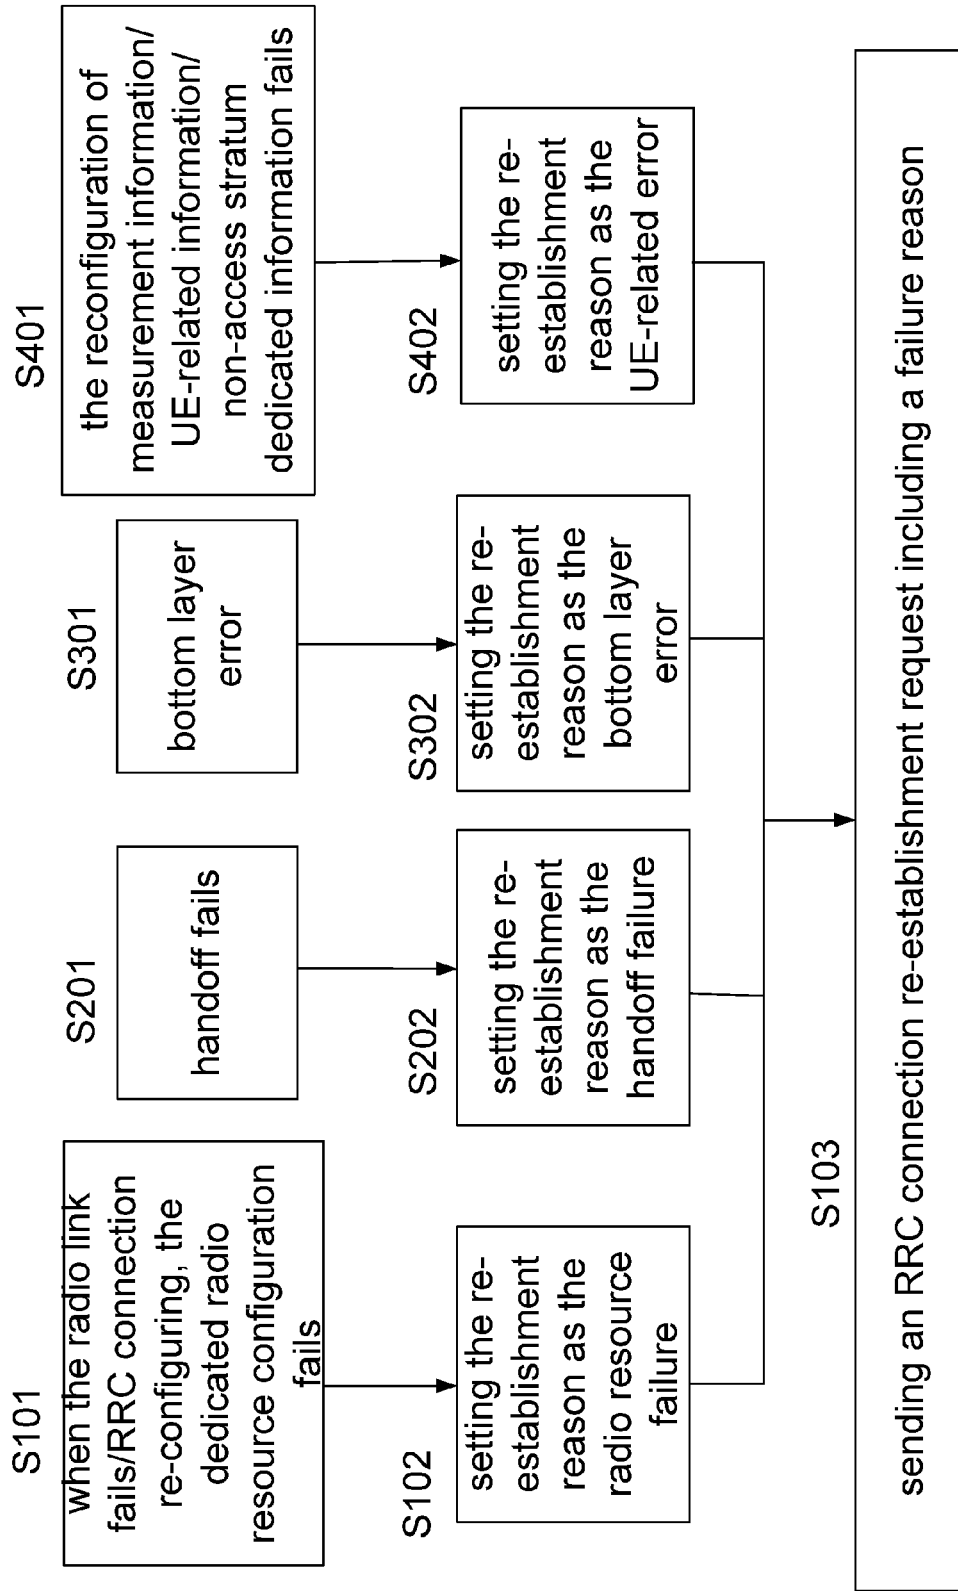 S101
when the radio link
fails/RRC connection
re-configuring, the
dedicated radio
resource configuration
fails
S201
handoff fails
S301
bottom layer
error
S401
the reconfiguration of
measurement information/
UE-related information/
non-access stratum
dedicated information fails
S102
setting the re-
establishment
reason as the
radio resource
failure
S202
setting the re-
establishment
reason as the
handoff failure
S302
setting the re-
establishment
reason as the
bottom layer
error
S402
setting the re-
establishment
reason as the
UE-related error
S103
sending an RRC connection re-establishment request including a failure reason